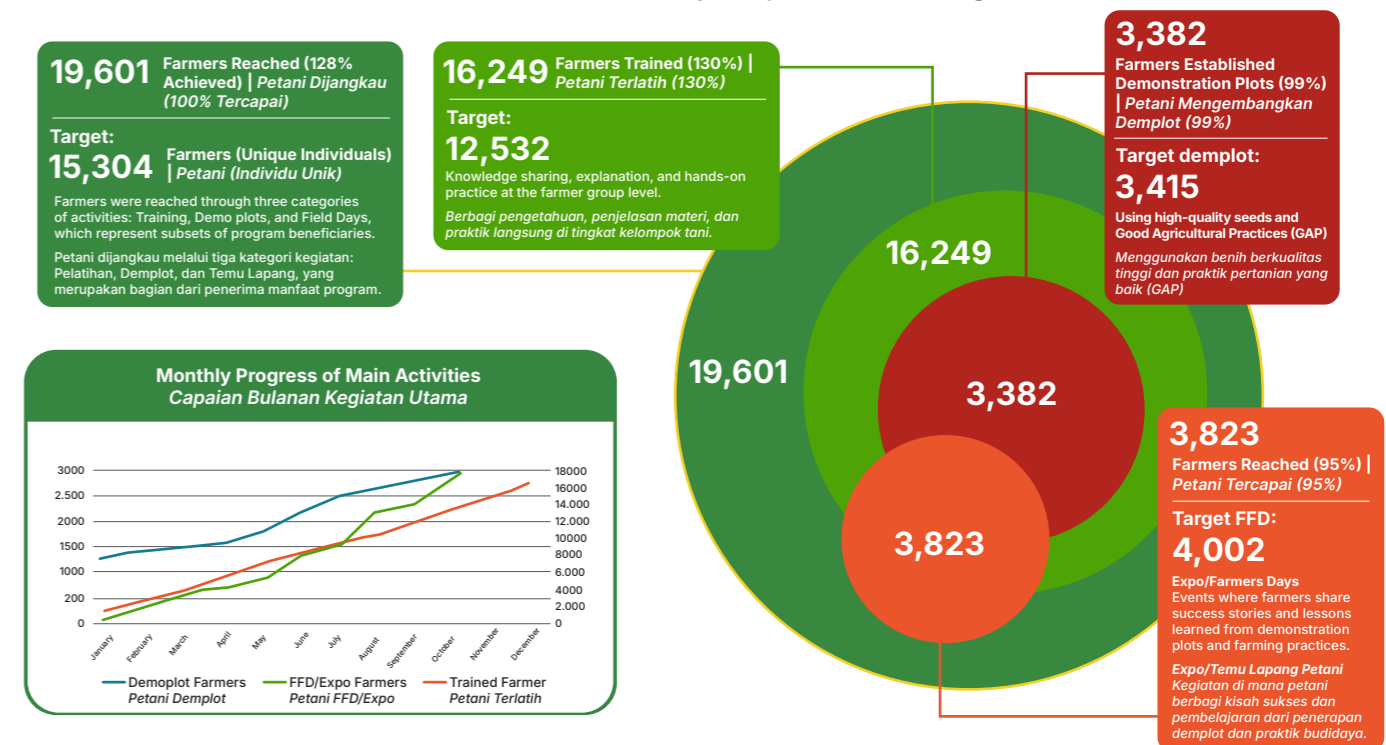 19,601 Farmers Reached (128%
Achieved) | Petani Dijangkau
(100% Tercapai)
Target:
15,304 Farmers (Unique Individuals)
| Petani (Individu Unik)
Farmers were reached through three categories
of activities: Training, Demo plots, and Field Days,
which represent subsets of program beneficiaries.
Petani dijangkau melalui tiga kategori kegiatan:
Pelatihan, Demplot, dan Temu Lapang, yang
merupakan bagian dari penerima manfaat program.
16,249 Farmers Trained (130%) |
Petani Terlatih (130%)
Target:
12,532
Knowledge sharing, explanation, and hands-on
practice at the farmer group level.
Berbagi pengetahuan, penjelasan materi, dan
praktik langsung di tingkat kelompok tani.
3,382
Farmers Established
Demonstration Plots (99%)
| Petani Mengembangkan
Demplot (99%)
Target demplot:
3,415
Using high-quality seeds and
Good Agricultural Practices (GAP)
Menggunakan benih berkualitas
tinggi dan praktik pertanian yang
baik (GAP)
16,249
19,601
3,382
3,823
3,823
Farmers Reached (95%) |
Petani Tercapai (95%)
Target FFD:
4,002
Expo/Farmers Days
Events where farmers share
success stories and lessons
learned from demonstration
plots and farming practices.
Expo/Temu Lapang Petani
Kegiatan di mana petani
berbagi kisah sukses dan
pembelajaran dari penerapan
demplot dan praktik budidaya.
Monthly Progress of Main Activities
Capaian Bulanan Kegiatan Utama
3000 18000
2.500 16000
2000 14.000
1500 12.000
1000 10000
200 8000
0 6.000
4000
2.000
0
January
February
March
April
May
June
July
August
September
October
November
December
Demoplot Farmers FFD/Expo Farmers Trained Farmer
Petani Demplot Petani FFD/Expo Petani Terlatih